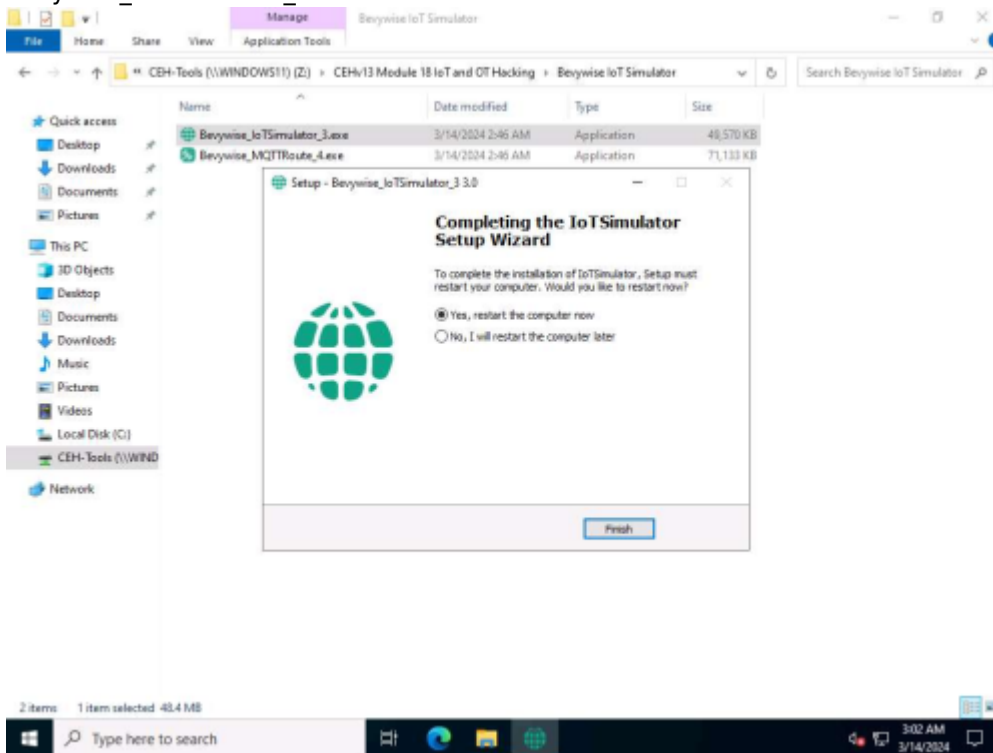 Manage
Bevywise IoT Simulator
File Home Share View Application Tools
CEH-Tools (\\WINDOWS11) (Z:) › CEHv13 Module 18 IoT and OT Hacking › Bevywise IoT Simulator
Search Bevywise IoT Simulator
Name Date modified Type Size
Quick access
Bevywise_IoTSimulator_3.exe 3/14/2024 2:46 AM Application 49,570 KB
Desktop
Bevywise_MQTTRoute_4.exe 3/14/2024 2:46 AM Application 71,133 KB
Downloads
Documents
Pictures
This PC
3D Objects
Desktop
Documents
Downloads
Music
Pictures
Videos
Local Disk (C:)
CEH-Tools (\\WIND
Network
Setup - Bevywise_IoTSimulator_3 3.0
Completing the IoTSimulator
Setup Wizard
To complete the installation of IoTSimulator, Setup must
restart your computer. Would you like to restart now?
Yes, restart the computer now
No, I will restart the computer later
Finish
2 items 1 item selected 48.4 MB
Type here to search
3:02 AM
3/14/2024